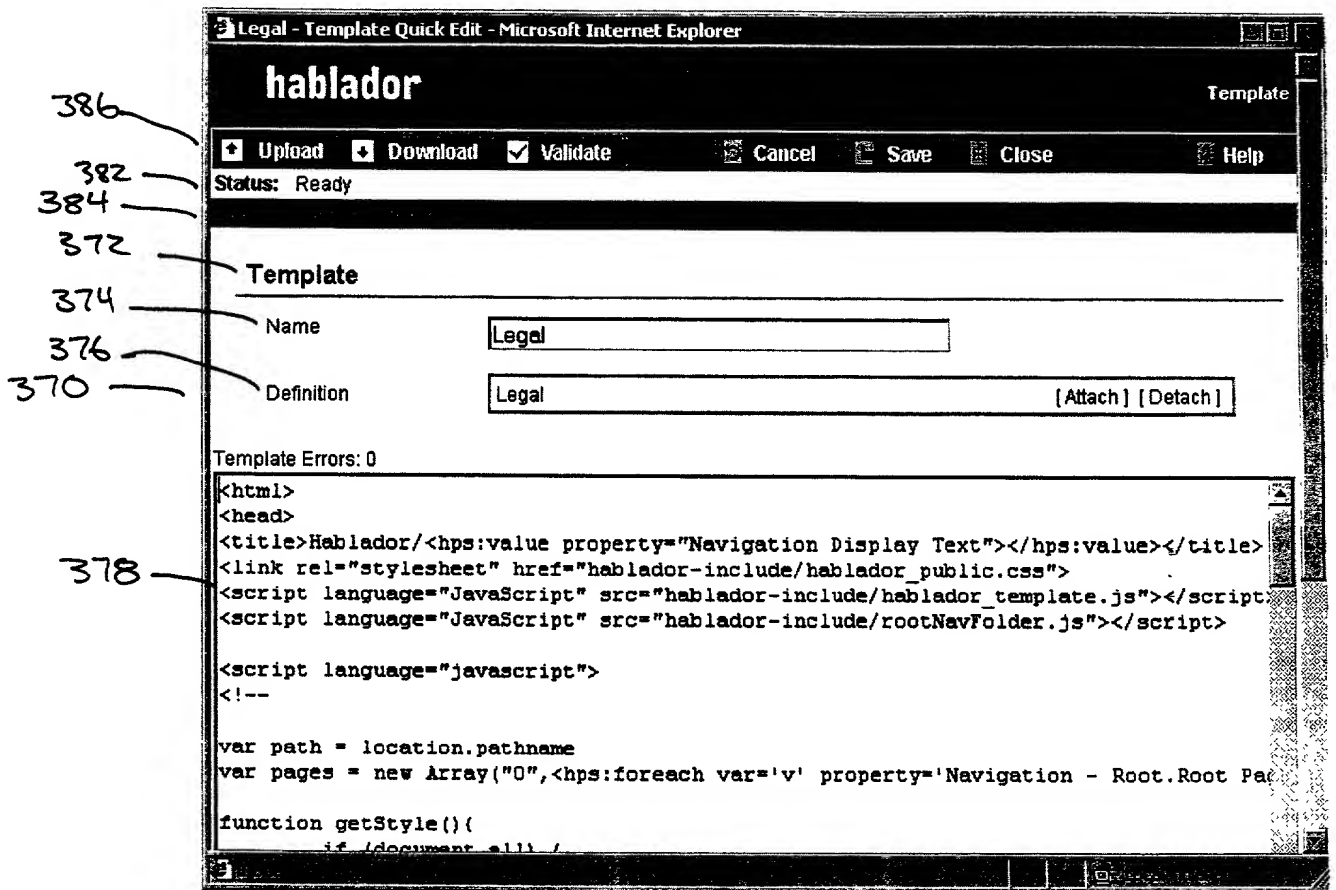 Legal - Template Quick Edit - Microsoft Internet Explorer
hablador
Template
386
Upload Download Validate Cancel Save Close Help
382
Status: Ready
384
372
Template
374
Name Legal
376
370
Definition Legal [Attach] [Detach]
Template Errors: 0
<html>
<head>
<title>Hablador/<hps:value property="Navigation Display Text"></hps:value></title>
<link rel="stylesheet" href="hablador-include/hablador_public.css">
378
<script language="JavaScript" src="hablador-include/hablador_template.js"></script>
<script language="JavaScript" src="hablador-include/rootNavFolder.js"></script>
<script language="javascript">
<!--
var path = location.pathname
var pages = new Array("0",<hps:foreach var='v' property='Navigation - Root.Root Pa
function getStyle(){
if (document.all) {